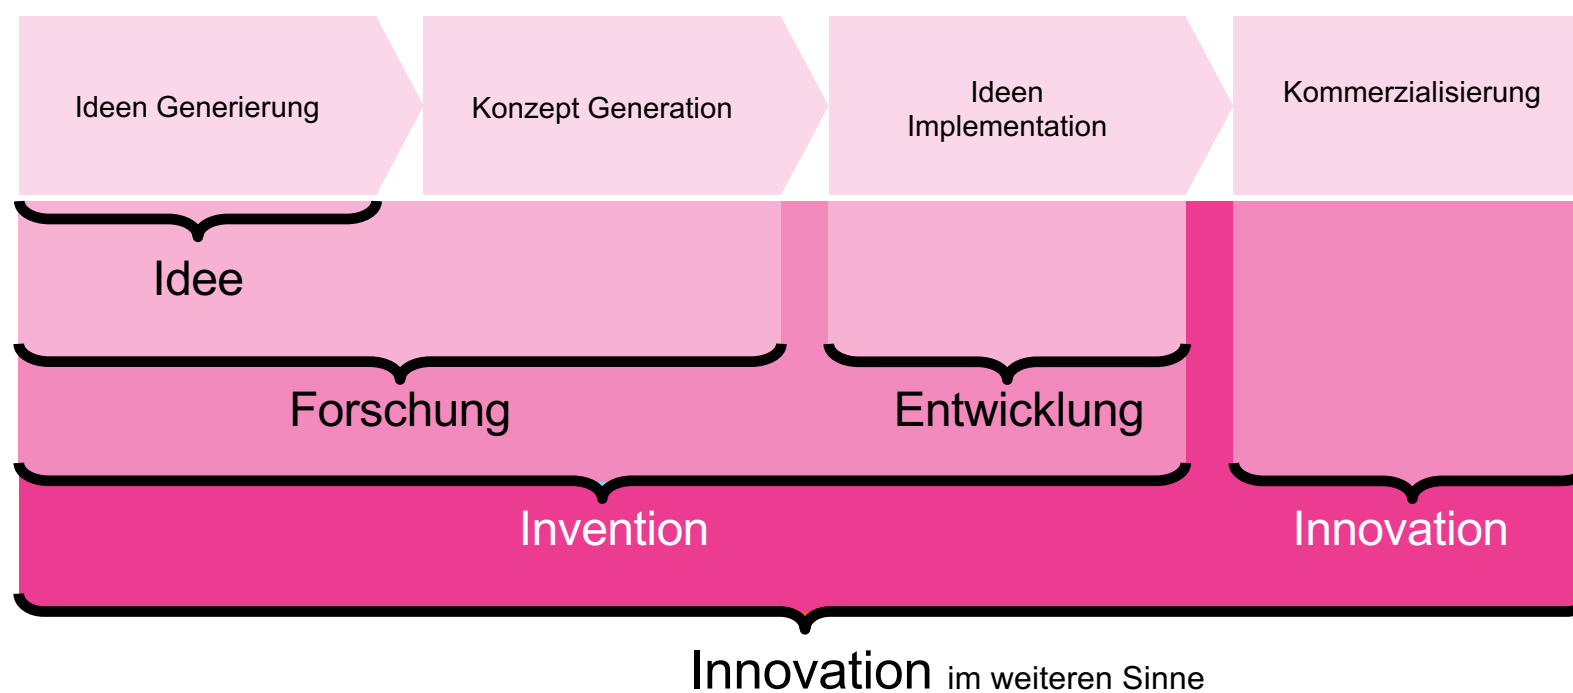 Ideen Generierung
Konzept Generation
Ideen
Implementation
Kommerzialisierung
Idee
Forschung
Entwicklung
Invention
Innovation
Innovation im weiteren Sinne